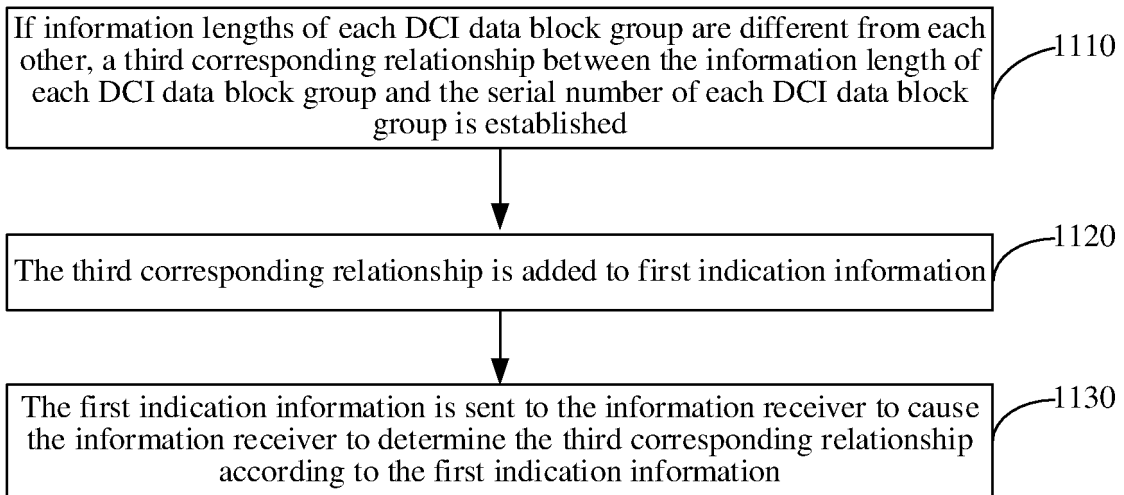 If information lengths of each DCI data block group are different from each
other, a third corresponding relationship between the information length of
each DCI data block group and the serial number of each DCI data block
group is established
1110
The third corresponding relationship is added to first indication information
1120
The first indication information is sent to the information receiver to cause
the information receiver to determine the third corresponding relationship
according to the first indication information
1130